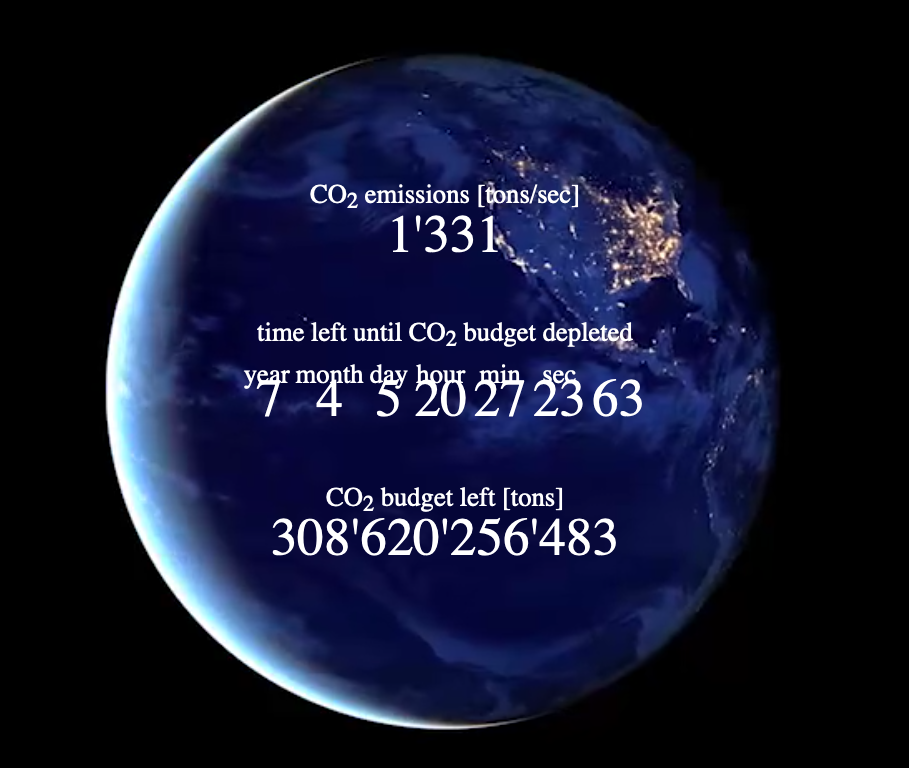 CO₂ emissions [tons/sec]
1'331
time left until CO₂ budget depleted
year month day hour min sec
7 4 5 20 27 23 63
CO₂ budget left [tons]
308'620'256'483